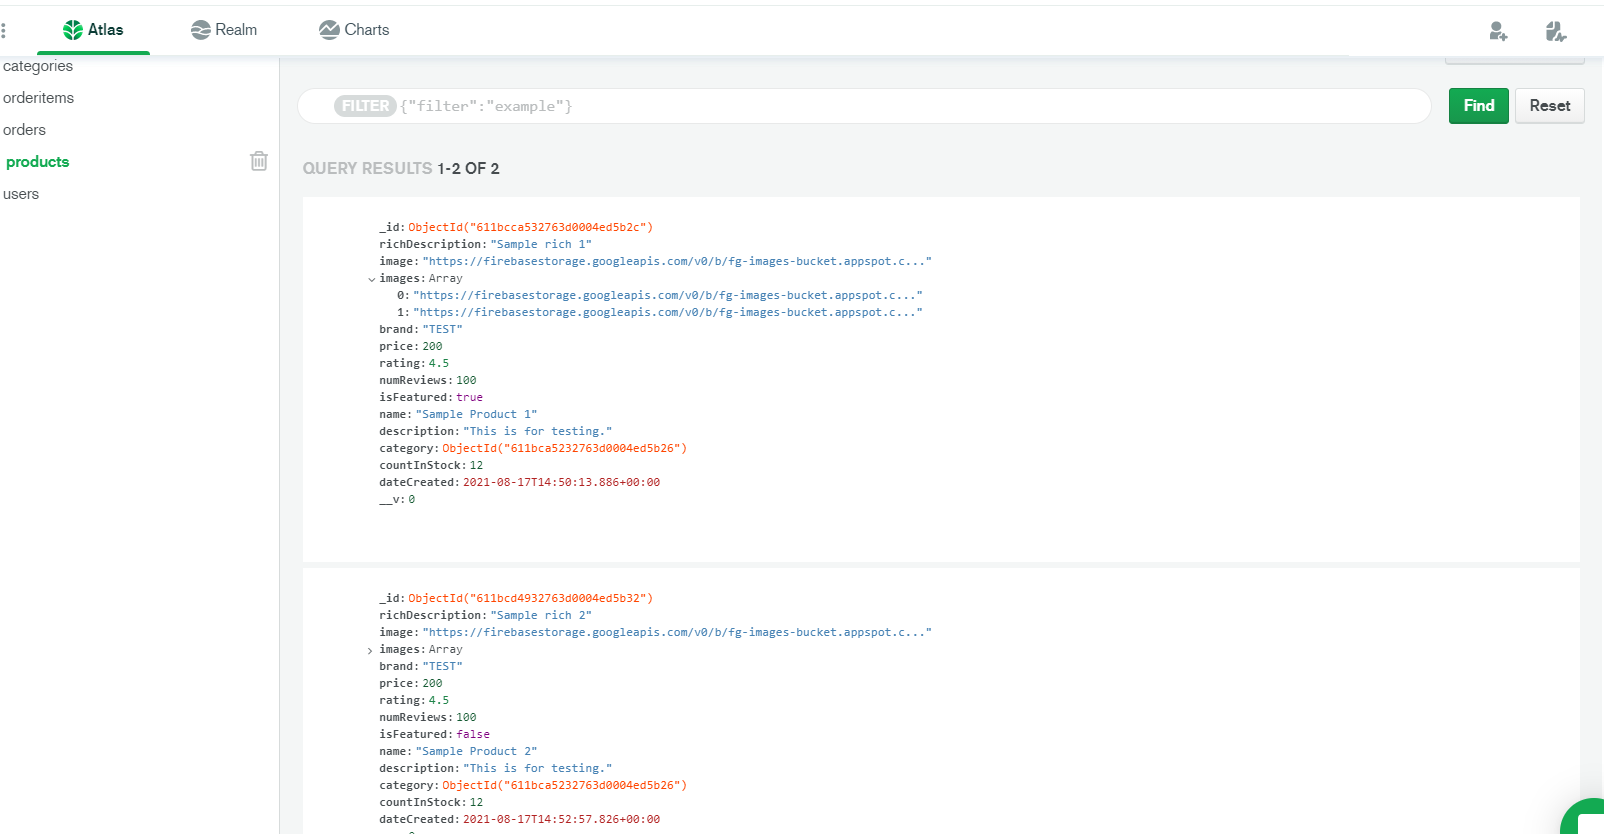 Atlas
Realm
Charts
categories
orderitems
orders
products
users
FILTER {"filter":"example"}
Find
Reset
QUERY RESULTS 1-2 OF 2
_id: ObjectId("611bcca532763d0004ed5b2c")
richDescription: "Sample rich 1"
image: "https://firebasestorage.googleapis.com/v0/b/fg-images-bucket.appspot.c..."
images: Array
0: "https://firebasestorage.googleapis.com/v0/b/fg-images-bucket.appspot.c..."
1: "https://firebasestorage.googleapis.com/v0/b/fg-images-bucket.appspot.c..."
brand: "TEST"
price: 200
rating: 4.5
numReviews: 100
isFeatured: true
name: "Sample Product 1"
description: "This is for testing."
category: ObjectId("611bca5232763d0004ed5b26")
countInStock: 12
dateCreated: 2021-08-17T14:50:13.886+00:00
__v: 0
_id: ObjectId("611bcd4932763d0004ed5b32")
richDescription: "Sample rich 2"
image: "https://firebasestorage.googleapis.com/v0/b/fg-images-bucket.appspot.c..."
images: Array
brand: "TEST"
price: 200
rating: 4.5
numReviews: 100
isFeatured: false
name: "Sample Product 2"
description: "This is for testing."
category: ObjectId("611bca5232763d0004ed5b26")
countInStock: 12
dateCreated: 2021-08-17T14:52:57.826+00:00